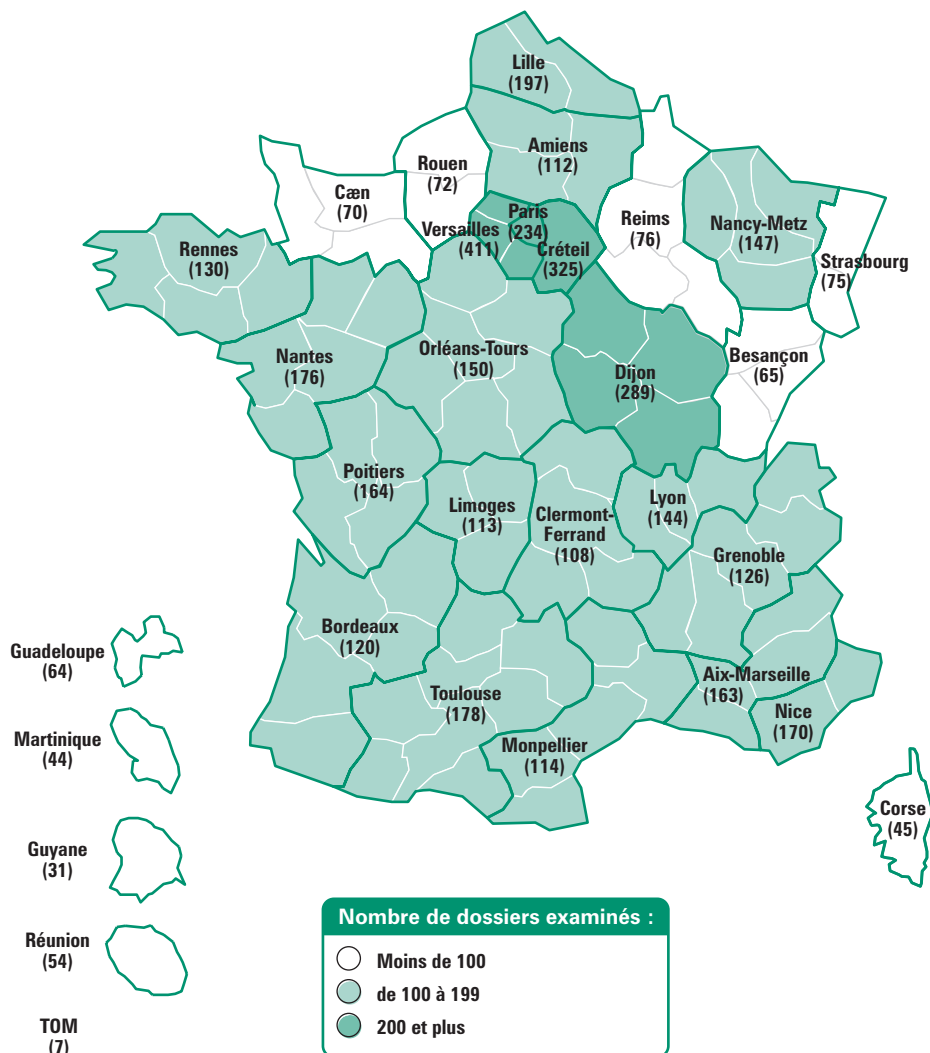 Lille
(197)
Amiens
(112)
Rouen
(72)
Cæn
(70)
Paris
(234)
Versailles
(411)
Créteil
(325)
Reims
(76)
Nancy-Metz
(147)
Strasbourg
(75)
Rennes
(130)
Nantes
(176)
Orléans-Tours
(150)
Dijon
(289)
Besançon
(65)
Poitiers
(164)
Limoges
(113)
Clermont-
Ferrand
(108)
Lyon
(144)
Grenoble
(126)
Bordeaux
(120)
Toulouse
(178)
Monpellier
(114)
Aix-Marseille
(163)
Nice
(170)
Corse
(45)
Guadeloupe
(64)
Martinique
(44)
Guyane
(31)
Réunion
(54)
TOM
(7)
Nombre de dossiers examinés :
Moins de 100
de 100 à 199
200 et plus